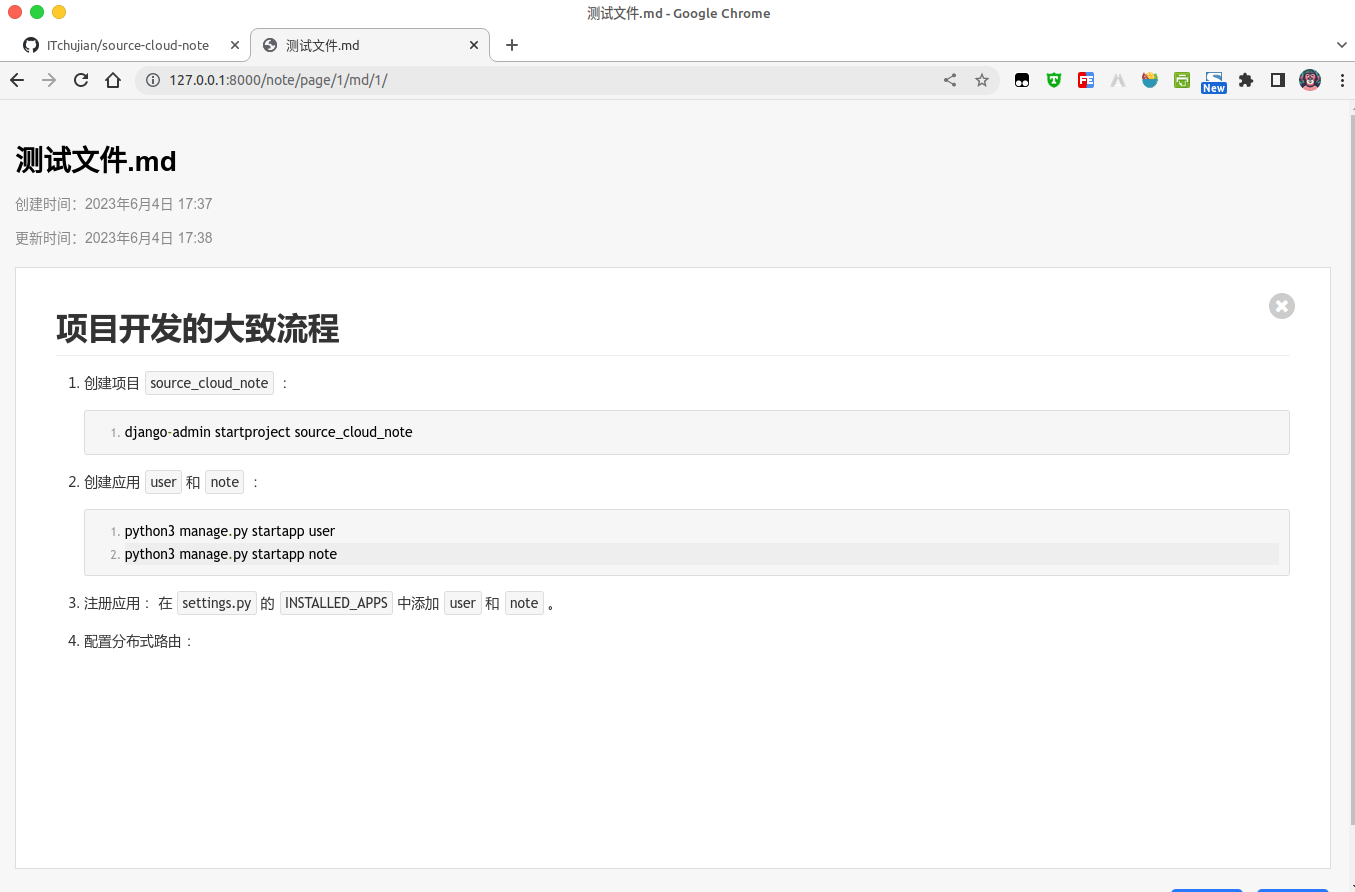 测试文件.md - Google Chrome
ITchujian/source-cloud-note
测试文件.md
127.0.0.1:8000/note/page/1/md/1/
New
测试文件.md
创建时间：2023年6月4日 17:37
更新时间：2023年6月4日 17:38
项目开发的大致流程
1. 创建项目 source_cloud_note ：
1. django-admin startproject source_cloud_note
2. 创建应用 user 和 note ：
1. python3 manage.py startapp user
2. python3 manage.py startapp note
3. 注册应用：在 settings.py 的 INSTALLED_APPS 中添加 user 和 note 。
4. 配置分布式路由：